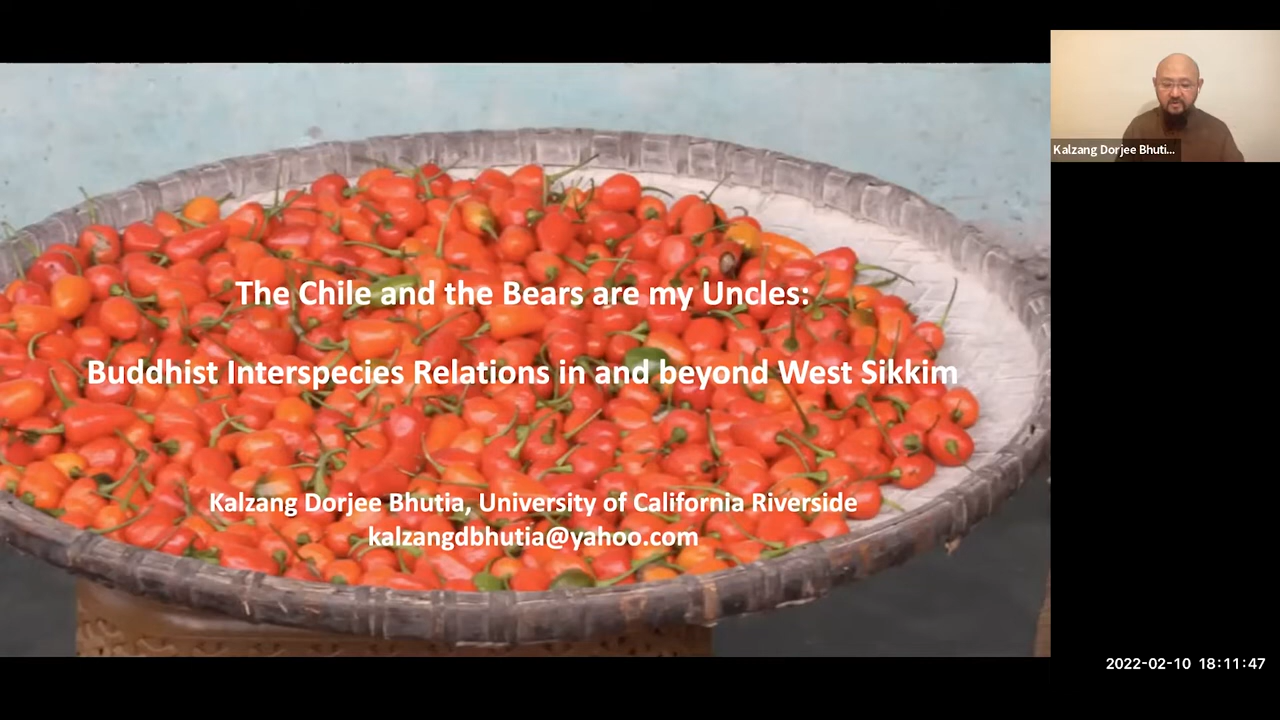 The Chile and the Bears are my Uncles:
Buddhist Interspecies Relations in and beyond West Sikkim
Kalzang Dorjee Bhutia, University of California Riverside
kalzangdbhutia@yahoo.com
Kalzang Dorjee Bhuti...
2022-02-10 18:11:47